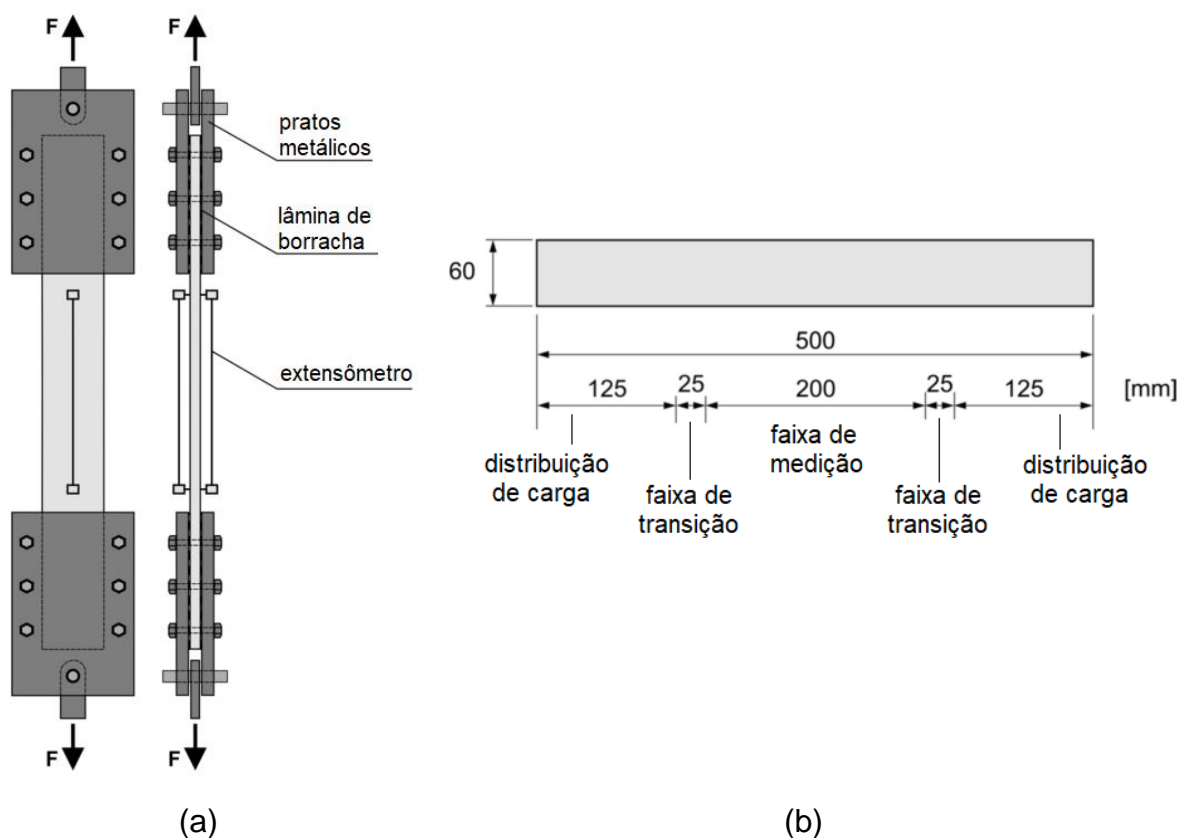 F F
pratos
metálicos
lâmina de
borracha
extensômetro
F F
(a)
60
500
125 25 200 25 125 [mm]
distribuição
de carga
faixa de
transição
faixa de
medição
faixa de
transição
distribuição
de carga
(b)